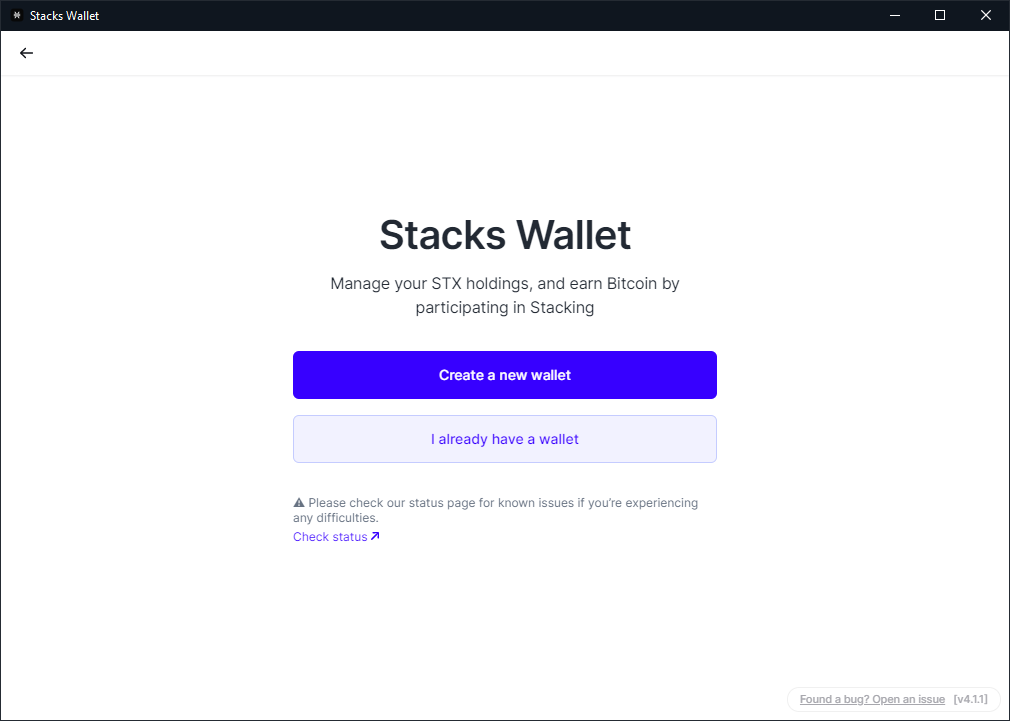 Stacks Wallet
Stacks Wallet
Manage your STX holdings, and earn Bitcoin by
participating in Stacking
Create a new wallet
I already have a wallet
⚠ Please check our status page for known issues if you’re experiencing
any difficulties.
Check status
Found a bug? Open an issue [v4.1.1]